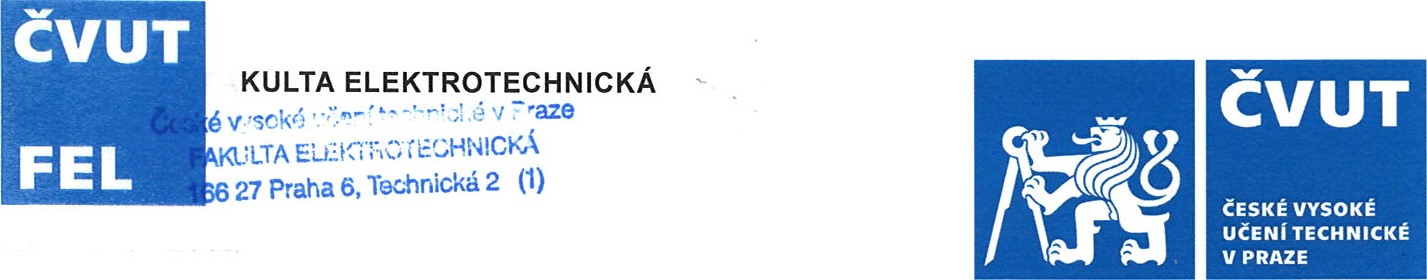 ČVUT
FEL
FAKULTA ELEKTROTECHNICKÁ
České vysoké učení technické v Praze
FAKULTA ELEKTROTECHNICKÁ
166 27 Praha 6, Technická 2 (1)
ČVUT
ČESKÉ VYSOKÉ
UČENÍ TECHNICKÉ
V PRAZE